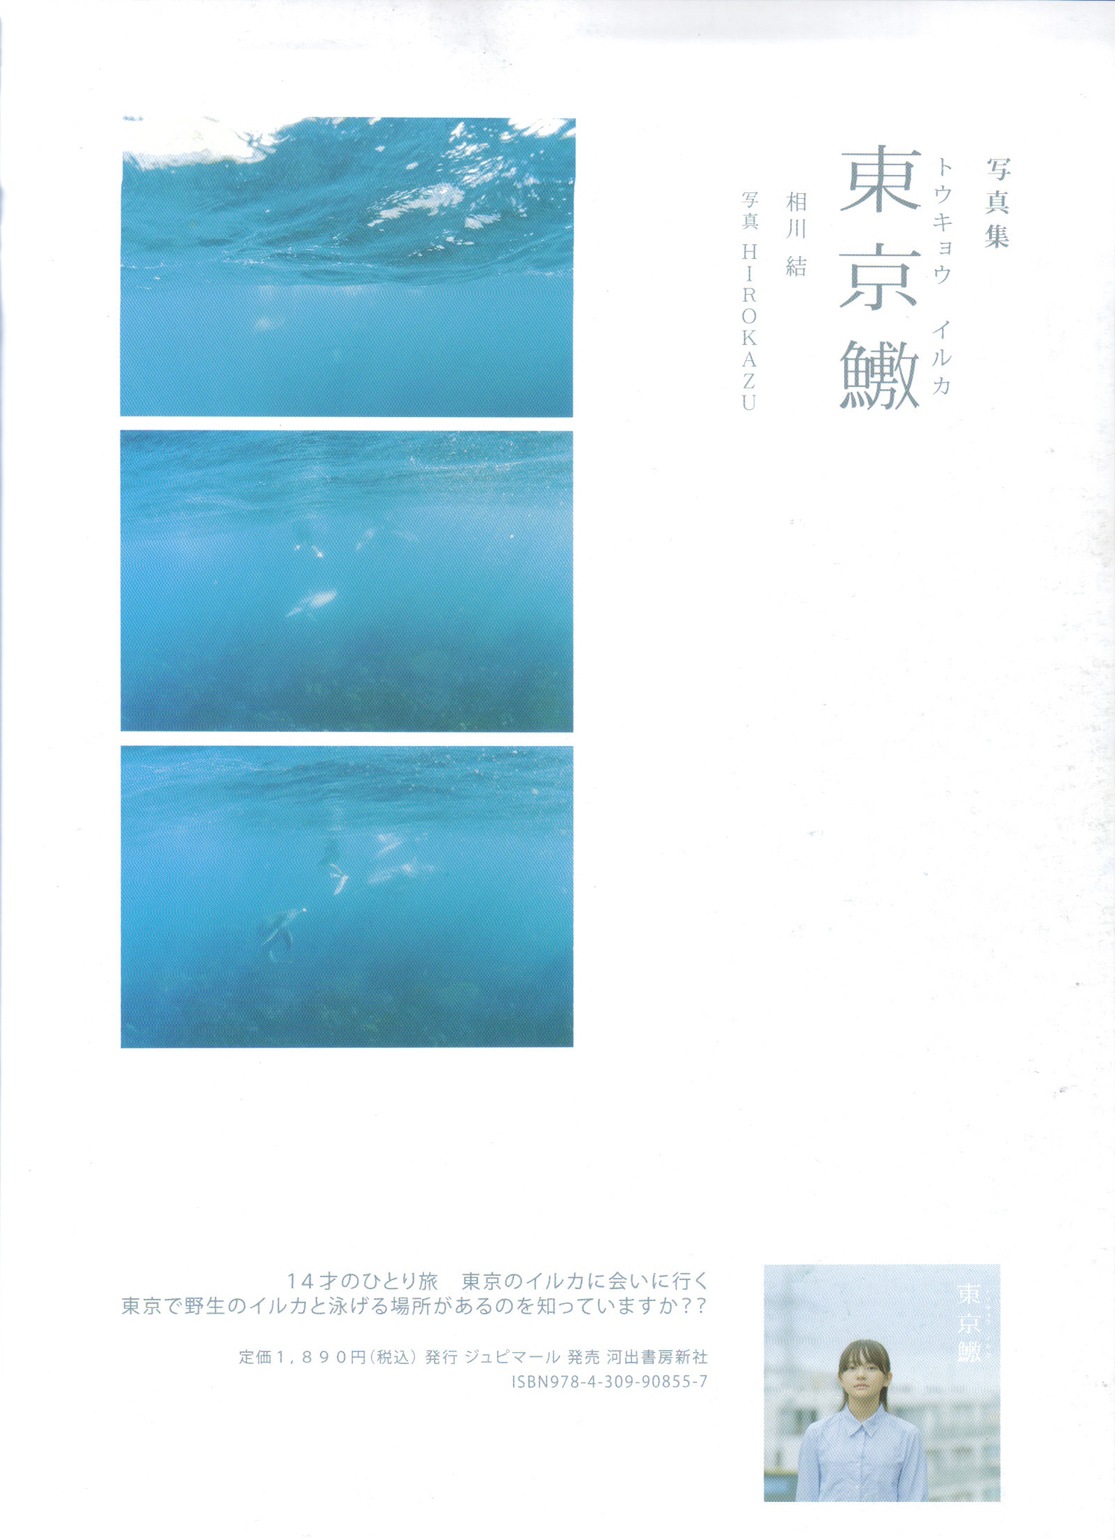 写真集
トウキョウ イルカ
東京
相川 結
写真 HIROKAZU
14才のひとり旅　東京のイルカに会いに行く
東京で野生のイルカと泳げる場所があるのを知っていますか??
定価1,890円(税込) 発行 ジュピマール 発売 河出書房新社
ISBN978-4-309-90855-7
東京